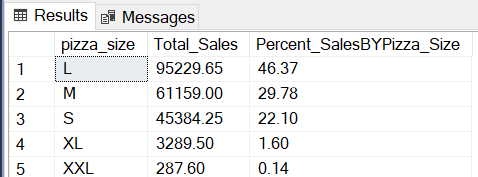 Results Messages
pizza_size Total_Sales Percent_SalesBYPizza_Size
1 L 95229.65 46.37
2 M 61159.00 29.78
3 S 45384.25 22.10
4 XL 3289.50 1.60
5 XXL 287.60 0.14